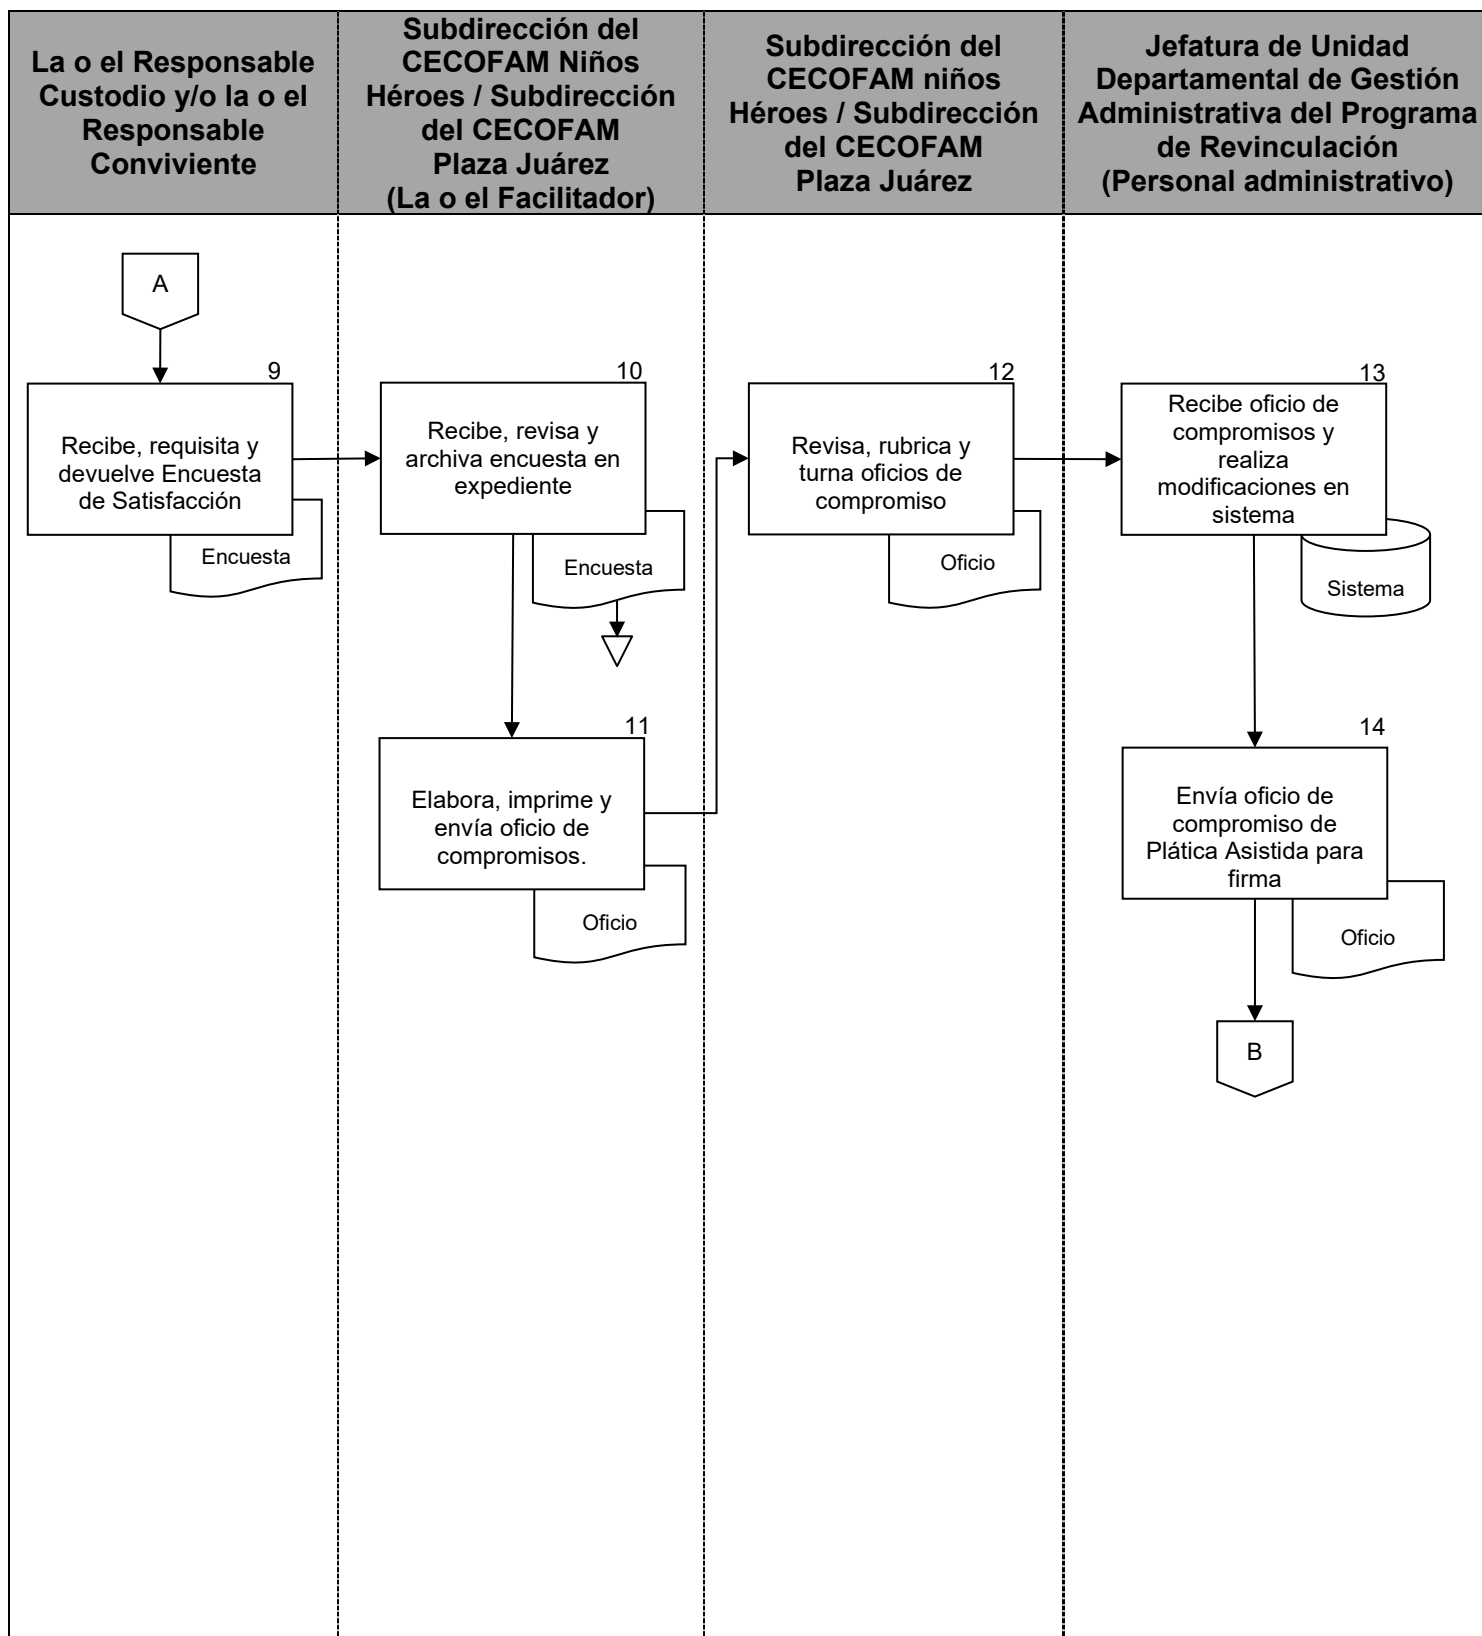 La o el Responsable
Custodio y/o la o el
Responsable
Conviviente
Subdirección del
CECOFAM Niños
Héroes / Subdirección
del CECOFAM
Plaza Juárez
(La o el Facilitador)
Subdirección del
CECOFAM niños
Héroes / Subdirección
del CECOFAM
Plaza Juárez
Jefatura de Unidad
Departamental de Gestión
Administrativa del Programa
de Revinculación
(Personal administrativo)
A
9
Recibe, requisita y
devuelve Encuesta
de Satisfacción
Encuesta
10
Recibe, revisa y
archiva encuesta en
expediente
Encuesta
11
Elabora, imprime y
envía oficio de
compromisos.
Oficio
12
Revisa, rubrica y
turna oficios de
compromiso
Oficio
13
Recibe oficio de
compromisos y
realiza
modificaciones en
sistema
Sistema
14
Envía oficio de
compromiso de
Plática Asistida para
firma
Oficio
B